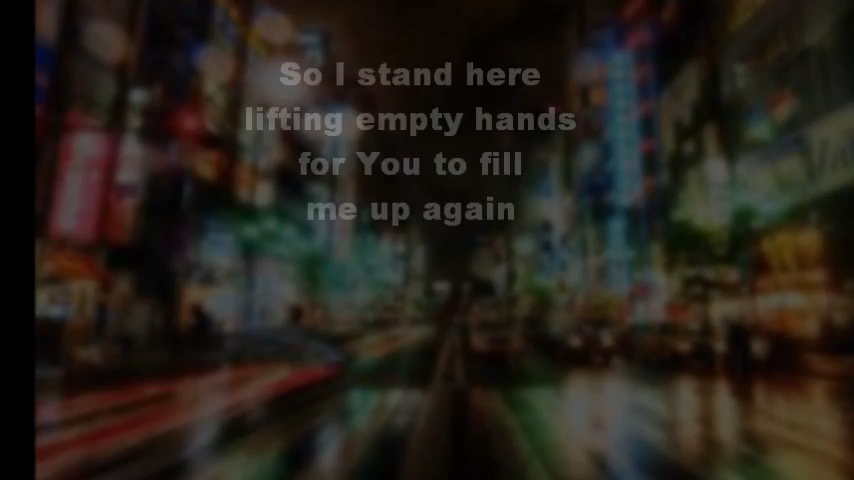 So I stand here
lifting empty hands
for You to fill
me up again